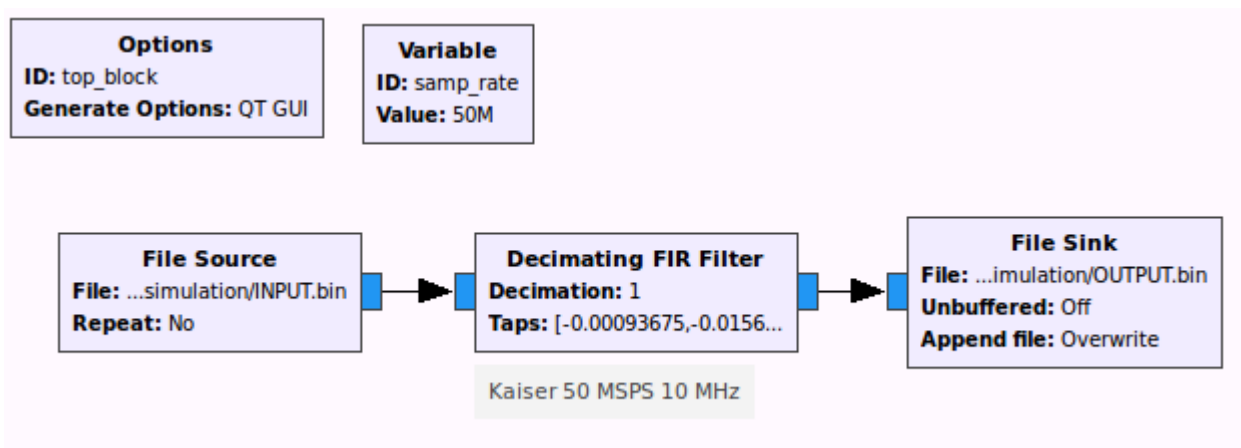 Options
ID: top_block
Generate Options: QT GUI
Variable
ID: samp_rate
Value: 50M
File Source
File: ...simulation/INPUT.bin
Repeat: No
Decimating FIR Filter
Decimation: 1
Taps: [-0.00093675,-0.0156...
File Sink
File: ...imulation/OUTPUT.bin
Unbuffered: Off
Append file: Overwrite
Kaiser 50 MSPS 10 MHz